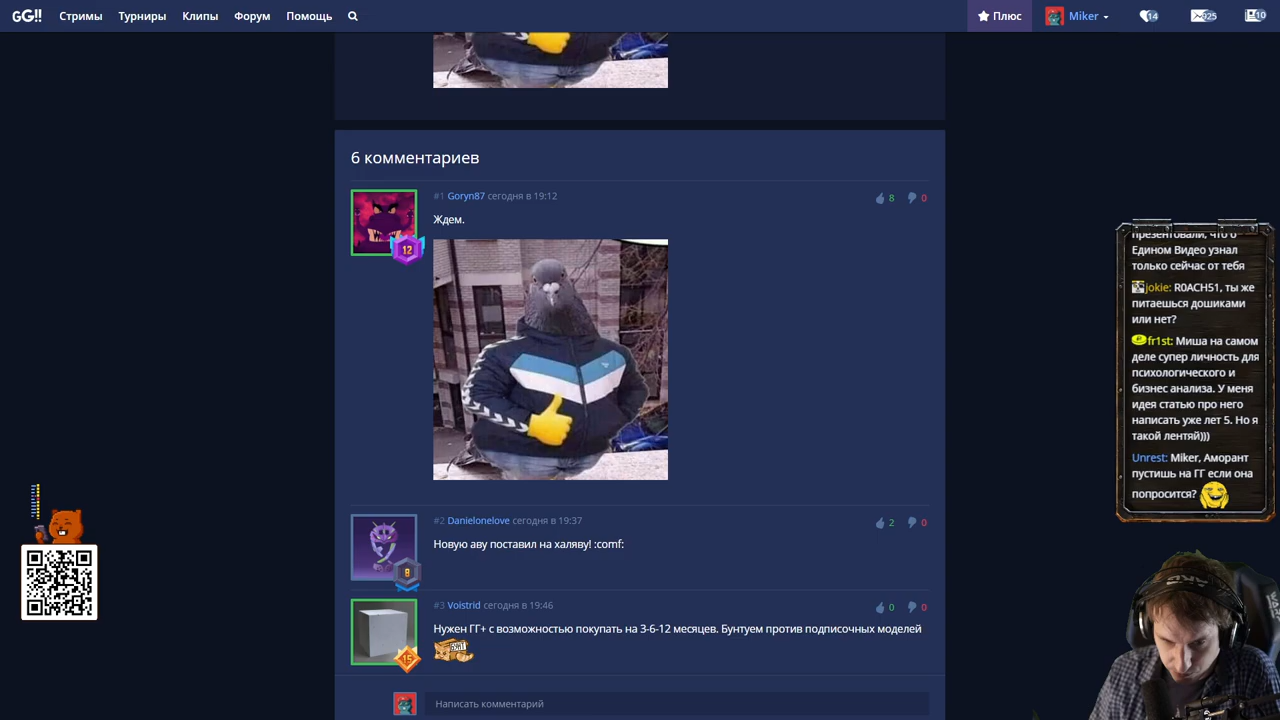 GG!! Стримы Турниры Клипы Форум Помощь Плюс Miker 14 925 10
6 комментариев
#1 Goryn87 сегодня в 19:12 8 0
Ждем.
12
#2 Danielonelove сегодня в 19:37 2 0
Новую аву поставил на халяву! :comf:
8
#3 Voistrid сегодня в 19:46 0 0
Нужен ГГ+ с возможностью покупать на 3-6-12 месяцев. Бунтуем против подписочных моделей
15
Написать комментарий
презентовали, что о
Едином Видео узнал
только сейчас от тебя
jokie: R0ACH51, ты же
питаешься дошиками
или нет?
fr1st: Миша на самом
деле супер личность для
психологического и
бизнес анализа. У меня
идея статью про него
написать уже лет 5. Но я
такой лентяй)))
Unrest: Miker, Аморант
пустишь на ГГ если она
попросится?